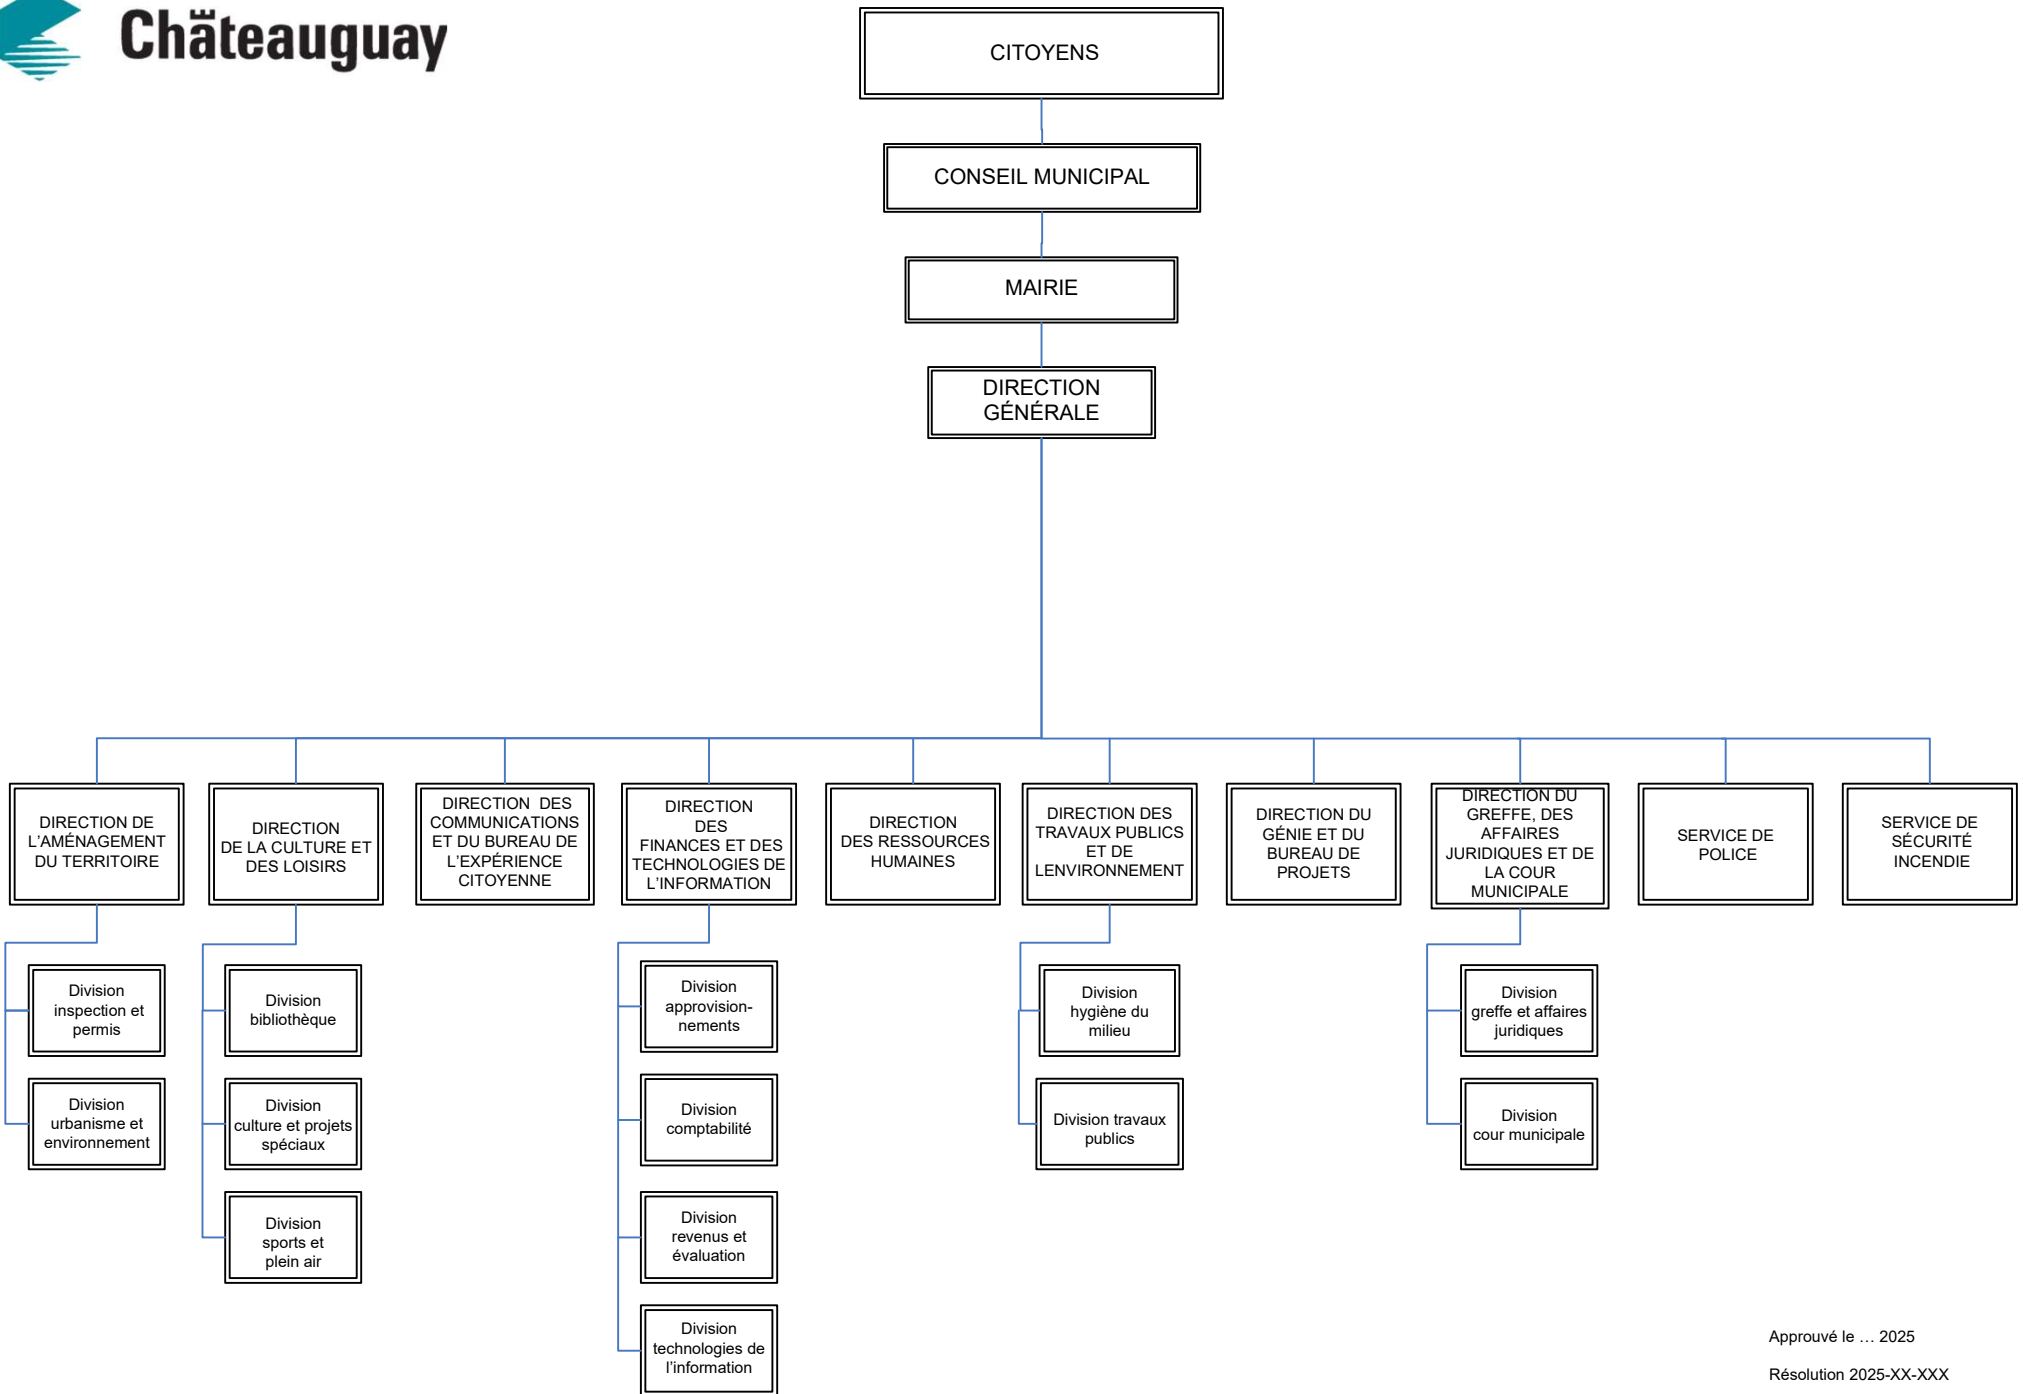 Châteauguay
CITOYENS
CONSEIL MUNICIPAL
MAIRIE
DIRECTION
GÉNÉRALE
DIRECTION DE
L’AMÉNAGEMENT
DU TERRITOIRE
DIRECTION
DE LA CULTURE ET
DES LOISIRS
DIRECTION DES
COMMUNICATIONS
ET DU BUREAU DE
L’EXPÉRIENCE
CITOYENNE
DIRECTION
DES
FINANCES ET DES
TECHNOLOGIES DE
L’INFORMATION
DIRECTION
DES RESSOURCES
HUMAINES
DIRECTION DES
TRAVAUX PUBLICS
ET DE
LENVIRONNEMENT
DIRECTION DU
GÉNIE ET DU
BUREAU DE
PROJETS
DIRECTION DU
GREFFE, DES
AFFAIRES
JURIDIQUES ET DE
LA COUR
MUNICIPALE
SERVICE DE
POLICE
SERVICE DE
SÉCURITÉ
INCENDIE
Division
inspection et
permis
Division
urbanisme et
environnement
Division
bibliothèque
Division
culture et projets
spéciaux
Division
sports et
plein air
Division
approvision-
nements
Division
comptabilité
Division
revenus et
évaluation
Division
technologies de
l’information
Division
hygiène du
milieu
Division travaux
publics
Division
greffe et affaires
juridiques
Division
cour municipale
Approuvé le … 2025
Résolution 2025-XX-XXX